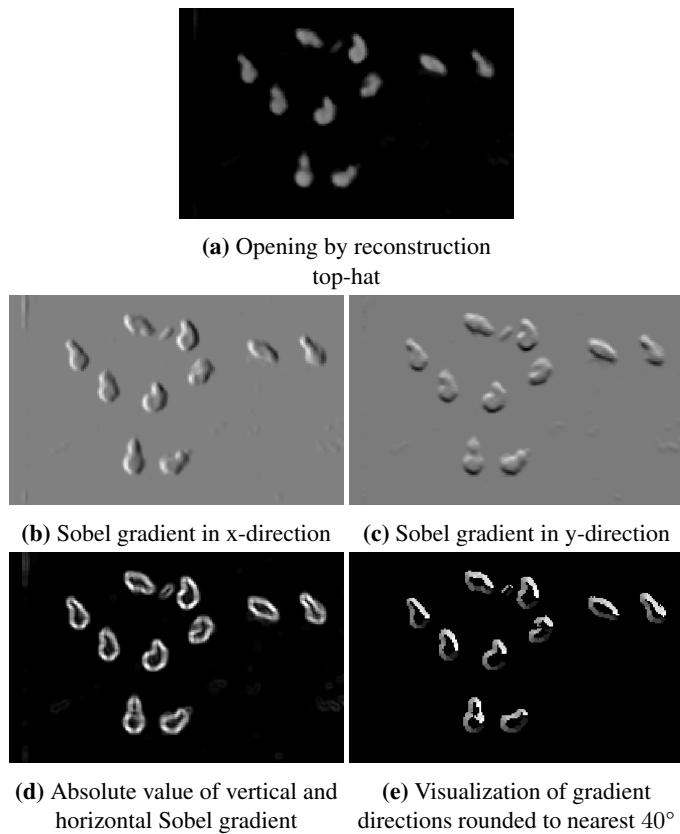 (a) Opening by reconstruction
top-hat
(b) Sobel gradient in x-direction
(c) Sobel gradient in y-direction
(d) Absolute value of vertical and
horizontal Sobel gradient
(e) Visualization of gradient
directions rounded to nearest 40°